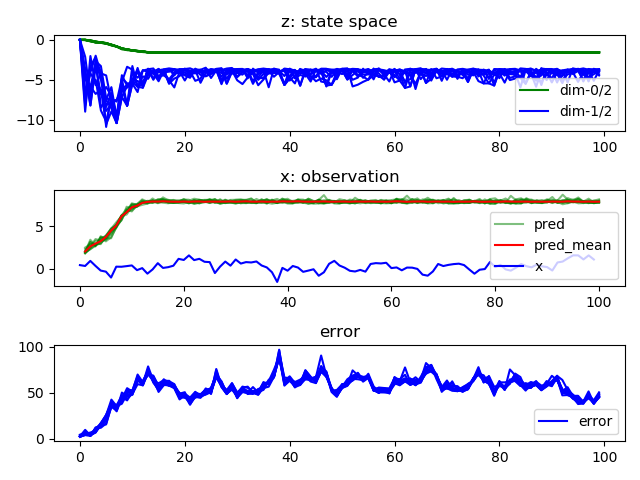 z: state space
0
−5
−10
dim-0/2
dim-1/2
0 20 40 60 80 100
x: observation
5
0
pred
pred_mean
x
0 20 40 60 80 100
error
100
50
0
error
0 20 40 60 80 100